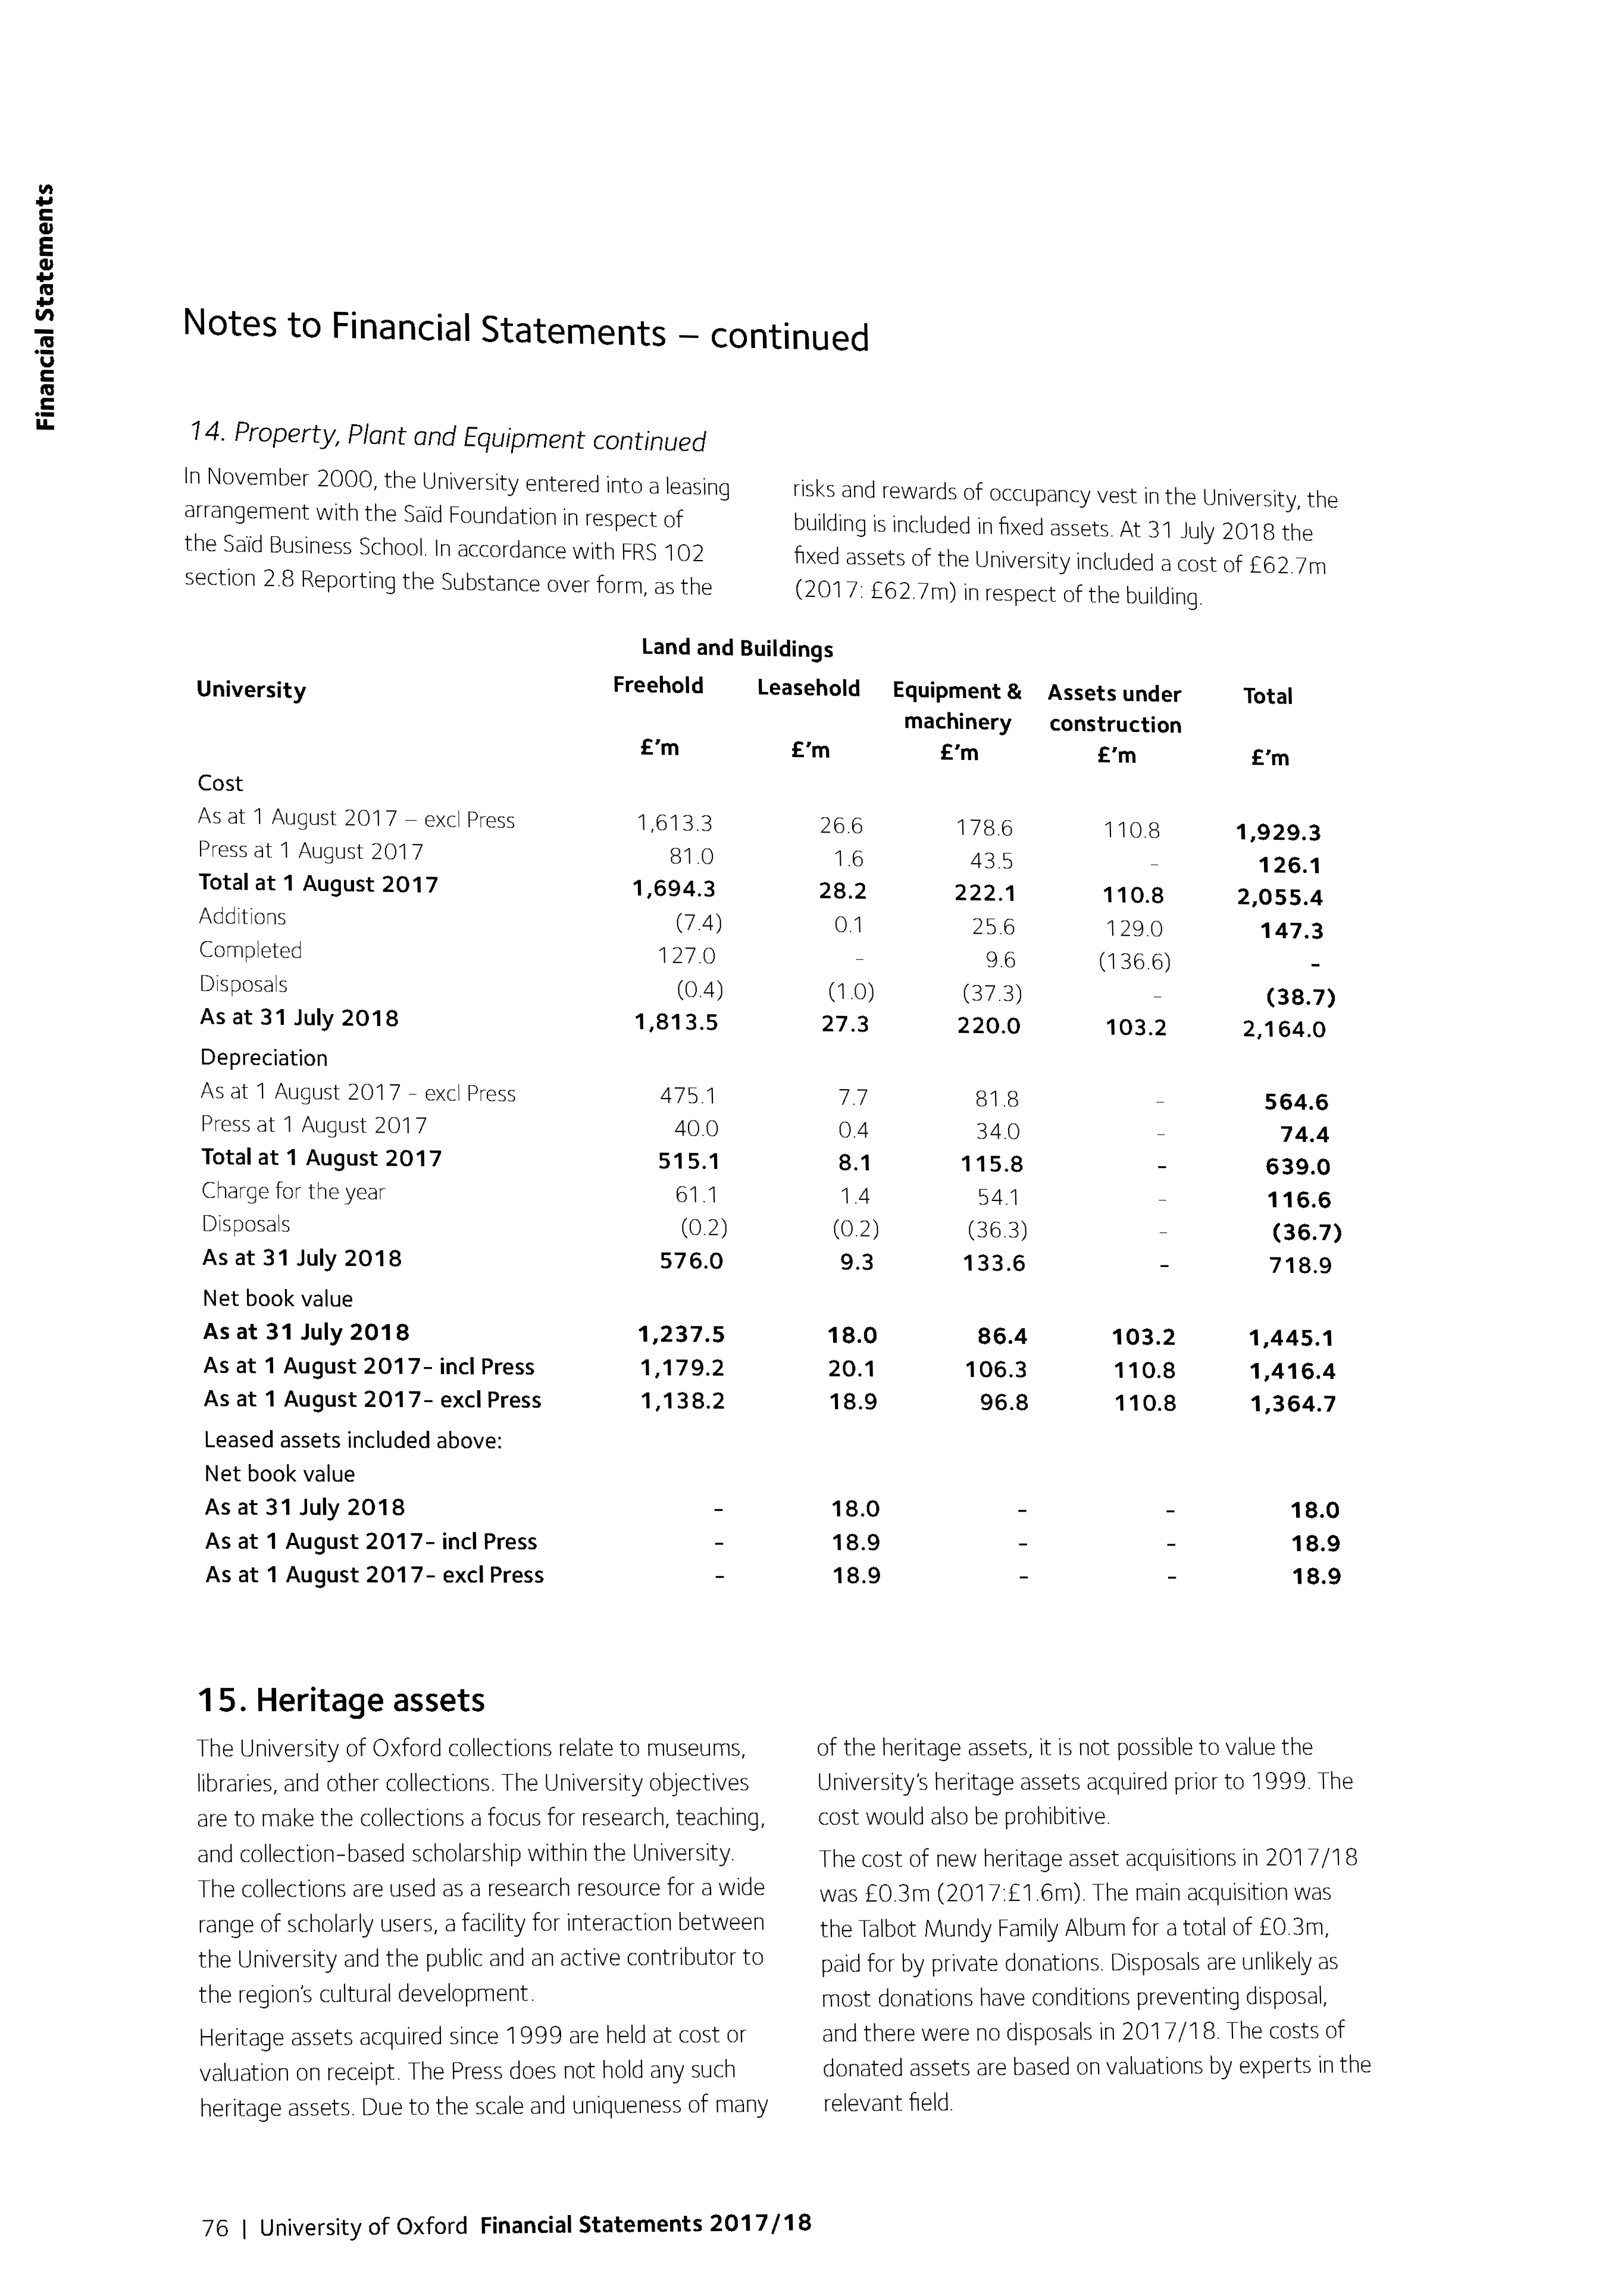 Financial Statements
Notes to Financial Statements – continued
14. Property, Plant and Equipment continued
In November 2000, the University entered into a leasing
arrangement with the Saïd Foundation in respect of
the Saïd Business School. In accordance with FRS 102
section 2.8 Reporting the Substance over form, as the
risks and rewards of occupancy vest in the University, the
building is included in fixed assets. At 31 July 2018 the
fixed assets of the University included a cost of £62.7m
(2017: £62.7m) in respect of the building.
Land and Buildings
University Freehold Leasehold Equipment & Assets under Total
machinery construction
£'m £'m £'m £'m £'m
Cost
As at 1 August 2017 – excl Press 1,613.3 26.6 178.6 110.8 1,929.3
Press at 1 August 2017 81.0 1.6 43.5 - 126.1
Total at 1 August 2017 1,694.3 28.2 222.1 110.8 2,055.4
Additions (7.4) 0.1 25.6 129.0 147.3
Completed 127.0 - 9.6 (136.6) -
Disposals (0.4) (1.0) (37.3) - (38.7)
As at 31 July 2018 1,813.5 27.3 220.0 103.2 2,164.0
Depreciation
As at 1 August 2017 - excl Press 475.1 7.7 81.8 - 564.6
Press at 1 August 2017 40.0 0.4 34.0 - 74.4
Total at 1 August 2017 515.1 8.1 115.8 - 639.0
Charge for the year 61.1 1.4 54.1 - 116.6
Disposals (0.2) (0.2) (36.3) - (36.7)
As at 31 July 2018 576.0 9.3 133.6 - 718.9
Net book value
As at 31 July 2018 1,237.5 18.0 86.4 103.2 1,445.1
As at 1 August 2017- incl Press 1,179.2 20.1 106.3 110.8 1,416.4
As at 1 August 2017- excl Press 1,138.2 18.9 96.8 110.8 1,364.7
Leased assets included above:
Net book value
As at 31 July 2018 - 18.0 - - 18.0
As at 1 August 2017- incl Press - 18.9 - - 18.9
As at 1 August 2017- excl Press - 18.9 - - 18.9
15. Heritage assets
The University of Oxford collections relate to museums,
libraries, and other collections. The University objectives
are to make the collections a focus for research, teaching,
and collection-based scholarship within the University.
The collections are used as a research resource for a wide
range of scholarly users, a facility for interaction between
the University and the public and an active contributor to
the region's cultural development.
Heritage assets acquired since 1999 are held at cost or
valuation on receipt. The Press does not hold any such
heritage assets. Due to the scale and uniqueness of many
of the heritage assets, it is not possible to value the
University's heritage assets acquired prior to 1999. The
cost would also be prohibitive.
The cost of new heritage asset acquisitions in 2017/18
was £0.3m (2017:£1.6m). The main acquisition was
the Talbot Mundy Family Album for a total of £0.3m,
paid for by private donations. Disposals are unlikely as
most donations have conditions preventing disposal,
and there were no disposals in 2017/18. The costs of
donated assets are based on valuations by experts in the
relevant field.
76 | University of Oxford Financial Statements 2017/18